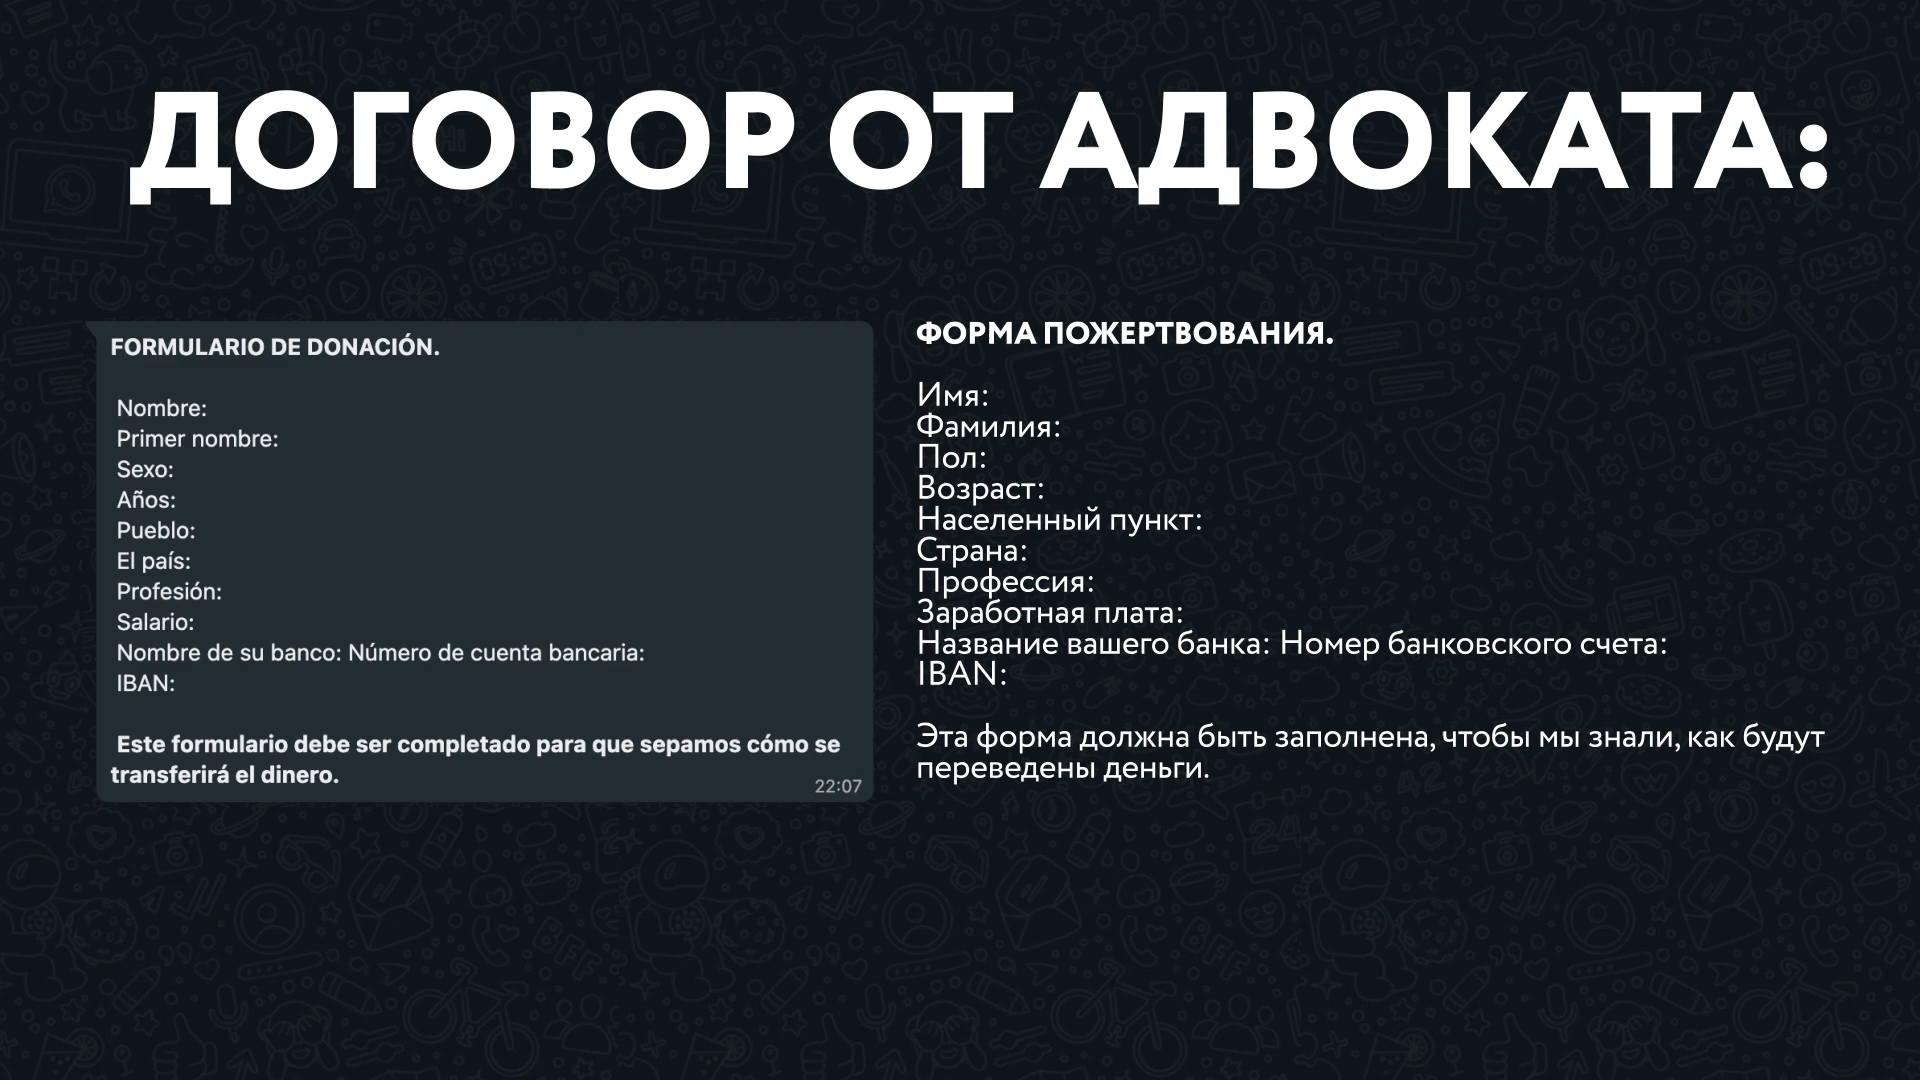 ДОГОВОР ОТ АДВОКАТА:
FORMULARIO DE DONACIÓN.
Nombre:
Primer nombre:
Sexo:
Años:
Pueblo:
El país:
Profesión:
Salario:
Nombre de su banco: Número de cuenta bancaria:
IBAN:
Este formulario debe ser completado para que sepamos cómo se
transferirá el dinero.
22:07
ФОРМА ПОЖЕРТВОВАНИЯ.
Имя:
Фамилия:
Пол:
Возраст:
Населенный пункт:
Страна:
Профессия:
Заработная плата:
Название вашего банка: Номер банковского счета:
IBAN:
Эта форма должна быть заполнена, чтобы мы знали, как будут
переведены деньги.